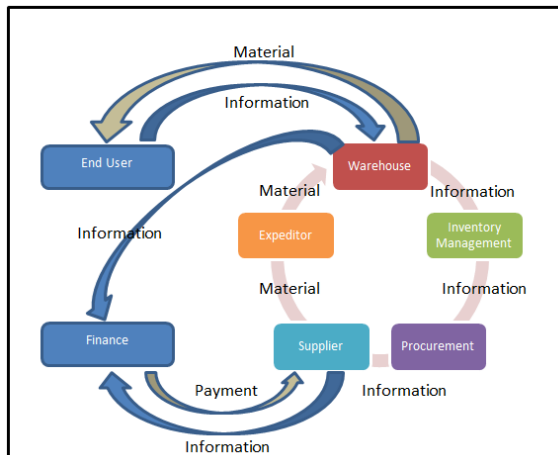 Material
Information
End User
Warehouse
Material
Information
Information
Expeditor
Inventory
Management
Material
Information
Finance
Supplier
Procurement
Payment
Information
Information